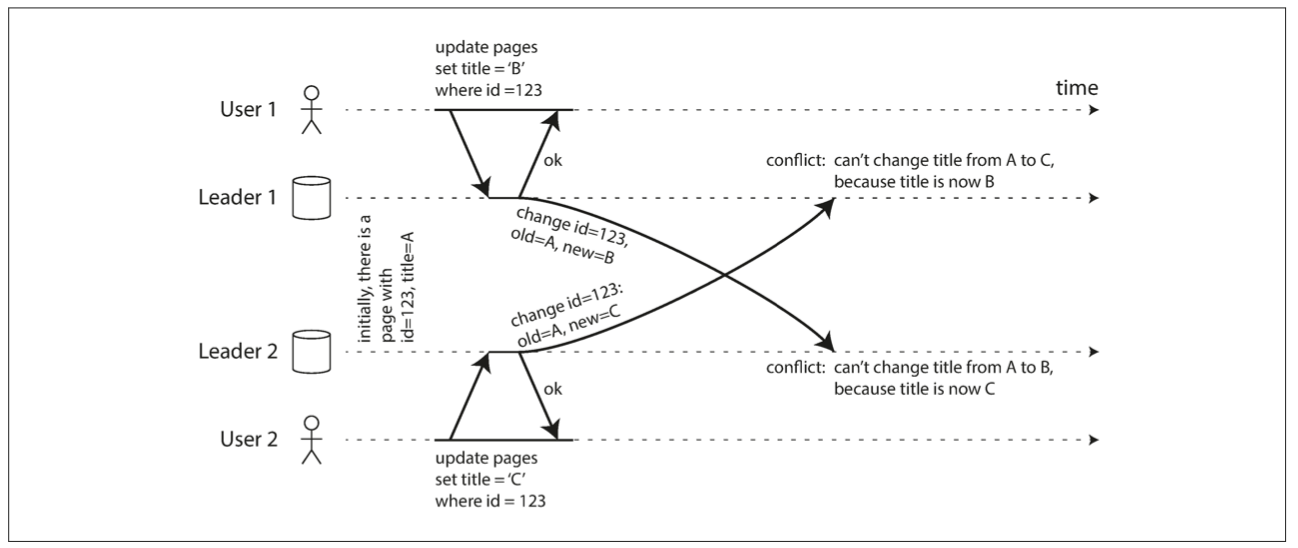 update pages
set title = ‘B’
where id =123
time
User 1
ok
conflict: can’t change title from A to C,
because title is now B
Leader 1
change id=123,
old=A, new=B
initially, there is a
page with
id=123, title=A
change id=123:
old=A, new=C
Leader 2
conflict: can’t change title from A to B,
because title is now C
ok
User 2
update pages
set title = ‘C’
where id = 123